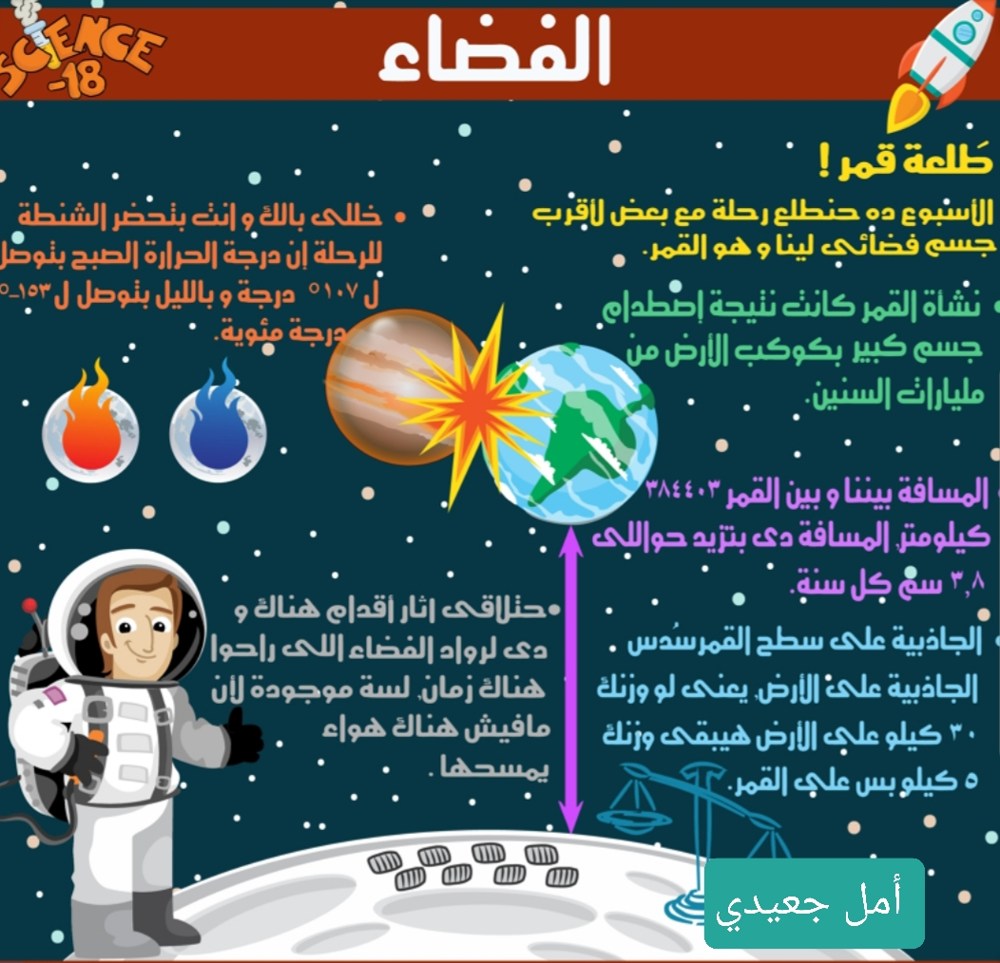 SCIENCE
-18
الفضاء
طَلعة قمر !
الأسبوع ده حنطلع رحلة مع بعض لأقرب
جسم فضائى لينا و هو القمر.
• نشأة القمر كانت نتيجة إصطدام
جسم كبير بكوكب الأرض من
مليارات السنين.
• المسافة بيننا و بين القمر ٣٨٤٤٠٣
كيلومتر, المسافة دى بتزيد حواللى
٣,٨ سم كل سنة.
• الجاذبية على سطح القمر سُدس
الجاذبية على الأرض, يعنى لو وزنك
٣٠ كيلو على الأرض هيبقى وزنك
٥ كيلو بس على القمر.
• خللى بالك و انت بتحضر الشنطة
للرحلة إن درجة الحرارة الصبح بتوصل
ل ١٠٧° درجة و بالليل بتوصل ل ١٥٣-°
درجة مئوية.
• حتلاقى اثار أقدام هناك و
دى لرواد الفضاء اللى راحوا
هناك زمان, لسة موجودة لأن
مافيش هناك هواء
يمسحها .
أمل جعيدي